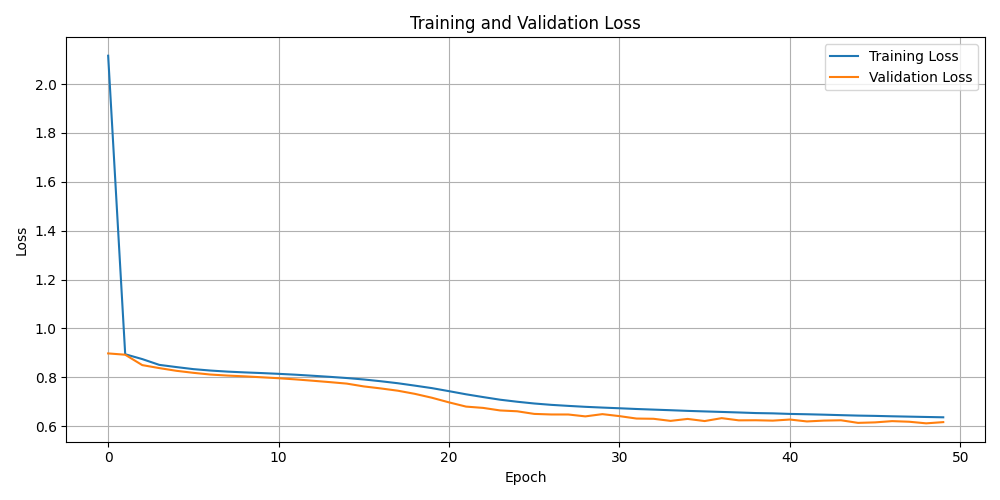 Training and Validation Loss
Training Loss
Validation Loss
2.0
1.8
1.6
1.4
1.2
1.0
0.8
0.6
Loss
0 10 20 30 40 50
Epoch